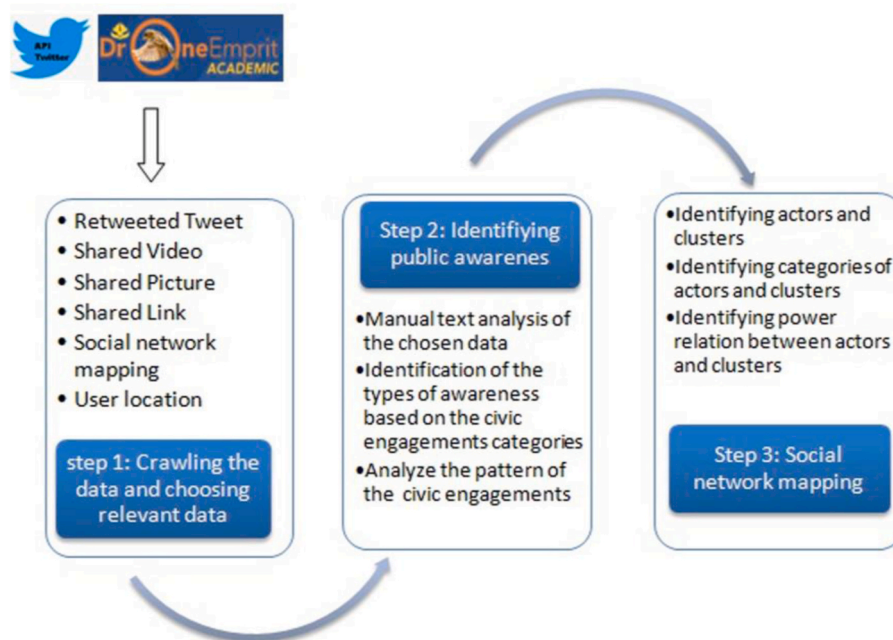 API
Twitter
DrOneEmprit
ACADEMIC
• Retweeted Tweet
• Shared Video
• Shared Picture
• Shared Link
• Social network
mapping
• User location
step 1: Crawling the
data and choosing
relevant data
Step 2: Identifiying
public awarenes
•Manual text analysis of
the chosen data
•Identification of the
types of awareness
based on the civic
engagements categories
•Analyze the pattern of
the civic engagements
•Identifying actors and
clusters
•Identifying categories of
actors and clusters
•Identifying power
relation between actors
and clusters
Step 3: Social
network mapping